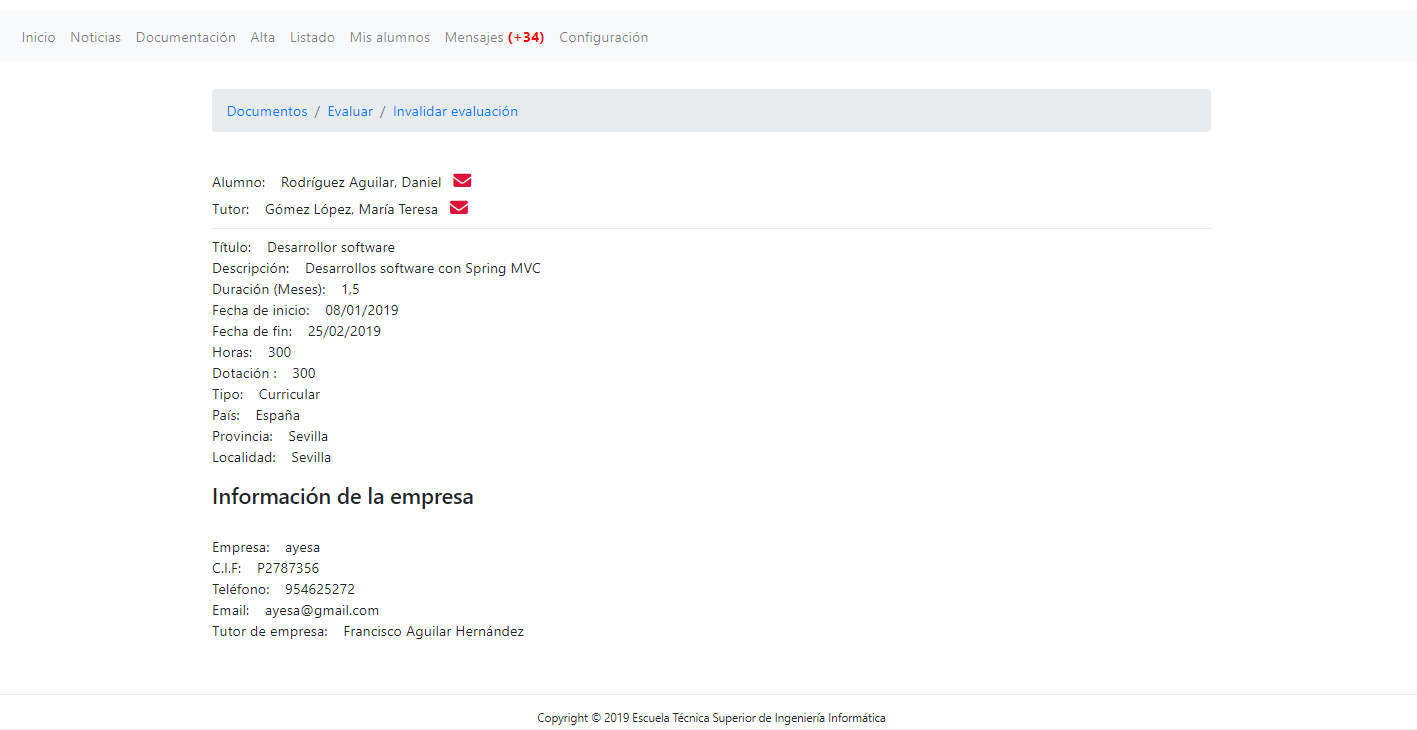 Inicio Noticias Documentación Alta Listado Mis alumnos Mensajes (+34) Configuración
Documentos / Evaluar / Invalidar evaluación
Alumno: Rodríguez Aguilar, Daniel
Tutor: Gómez López, María Teresa
Título: Desarrollor software
Descripción: Desarrollos software con Spring MVC
Duración (Meses): 1,5
Fecha de inicio: 08/01/2019
Fecha de fin: 25/02/2019
Horas: 300
Dotación : 300
Tipo: Curricular
País: España
Provincia: Sevilla
Localidad: Sevilla
Información de la empresa
Empresa: ayesa
C.I.F: P2787356
Teléfono: 954625272
Email: ayesa@gmail.com
Tutor de empresa: Francisco Aguilar Hernández
Copyright © 2019 Escuela Técnica Superior de Ingeniería Informática